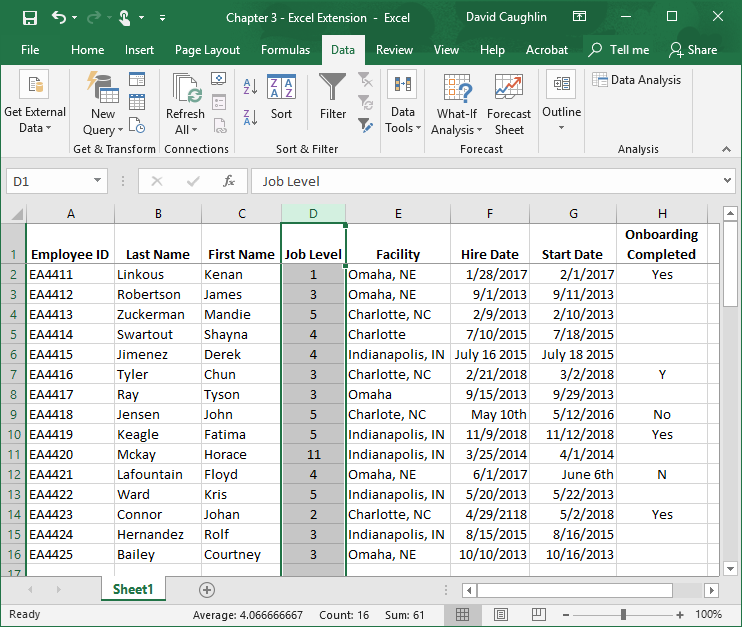 Chapter 3 - Excel Extension - Excel David Caughlin
File Home Insert Page Layout Formulas Data Review View Help Acrobat Tell me Share
Get External Data
New Query
Refresh All
Z A A Z
Sort
Filter
Data Tools
What-If Analysis
Forecast Sheet
Outline
Data Analysis
Get & Transform Connections Sort & Filter Forecast Analysis
D1 fx Job Level
A B C D E F G H
1 Employee ID Last Name First Name Job Level Facility Hire Date Start Date Onboarding Completed
2 EA4411 Linkous Kenan 1 Omaha, NE 1/28/2017 2/1/2017 Yes
3 EA4412 Robertson James 3 Omaha, NE 9/1/2013 9/11/2013
4 EA4413 Zuckerman Mandie 5 Charlotte, NC 2/9/2013 2/10/2013
5 EA4414 Swartout Shayna 4 Charlotte 7/10/2015 7/18/2015
6 EA4415 Jimenez Derek 4 Indianapolis, IN July 16 2015 July 18 2015
7 EA4416 Tyler Chun 3 Charlotte, NC 2/21/2018 3/2/2018 Y
8 EA4417 Ray Tyson 3 Omaha 9/15/2013 9/29/2013
9 EA4418 Jensen John 5 Charlote, NC May 10th 5/12/2016 No
10 EA4419 Keagle Fatima 5 Indianapolis, IN 11/9/2018 11/12/2018 Yes
11 EA4420 Mckay Horace 11 Indianapolis, IN 3/25/2014 4/1/2014
12 EA4421 Lafountain Floyd 4 Omaha, NE 6/1/2017 June 6th N
13 EA4422 Ward Kris 5 Indianapolis, IN 5/20/2013 5/22/2013
14 EA4423 Connor Johan 2 Charlotte, NC 4/29/2118 5/2/2018 Yes
15 EA4424 Hernandez Rolf 3 Indianapolis, IN 8/15/2015 8/16/2015
16 EA4425 Bailey Courtney 3 Omaha, NE 10/10/2013 10/16/2013
17
Sheet1
Ready Average: 4.066666667 Count: 16 Sum: 61 100%